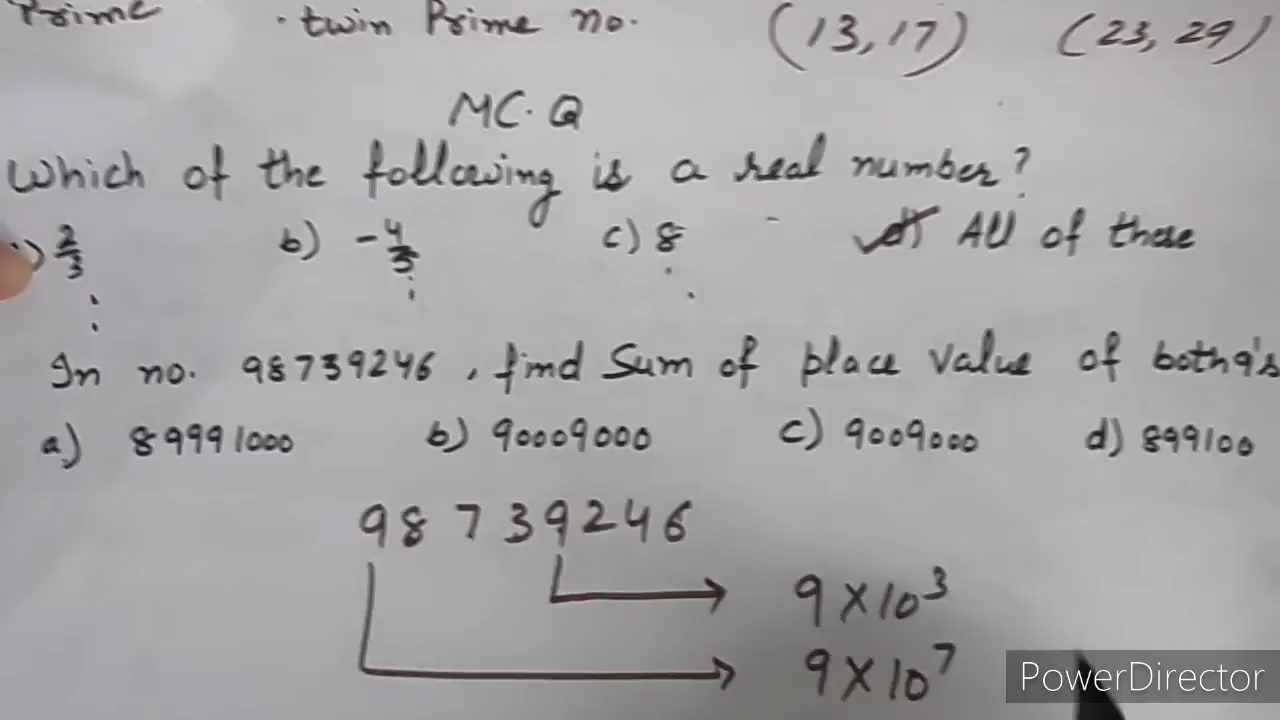 Prime · twin Prime no. (13,17) (23, 29)
MC.Q
Which of the following is a real number?
) 2/3 b) -4/5 c) 8 d) All of these
In no. 98739246, find Sum of place value of both 9's
a) 89991000 b) 90009000 c) 9009000 d) 899100
98739246
9×10³
9×10⁷
PowerDirector